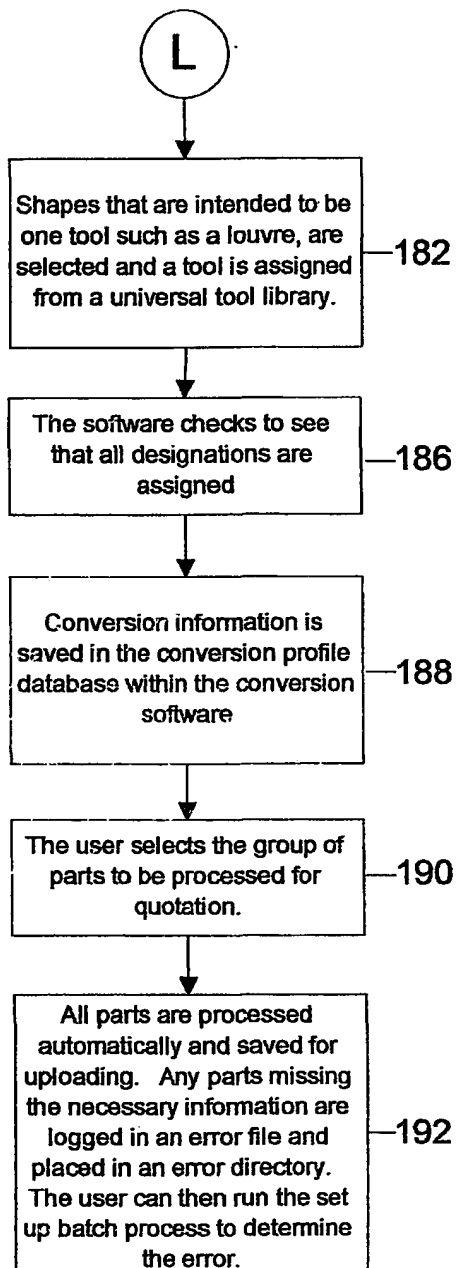 L
Shapes that are intended to be
one tool such as a louvre, are
selected and a tool is assigned
from a universal tool library.
182
The software checks to see
that all designations are
assigned
186
Conversion information is
saved in the conversion profile
database within the conversion
software
188
The user selects the group of
parts to be processed for
quotation.
190
All parts are processed
automatically and saved for
uploading. Any parts missing
the necessary information are
logged in an error file and
placed in an error directory.
The user can then run the set
up batch process to determine
the error.
192